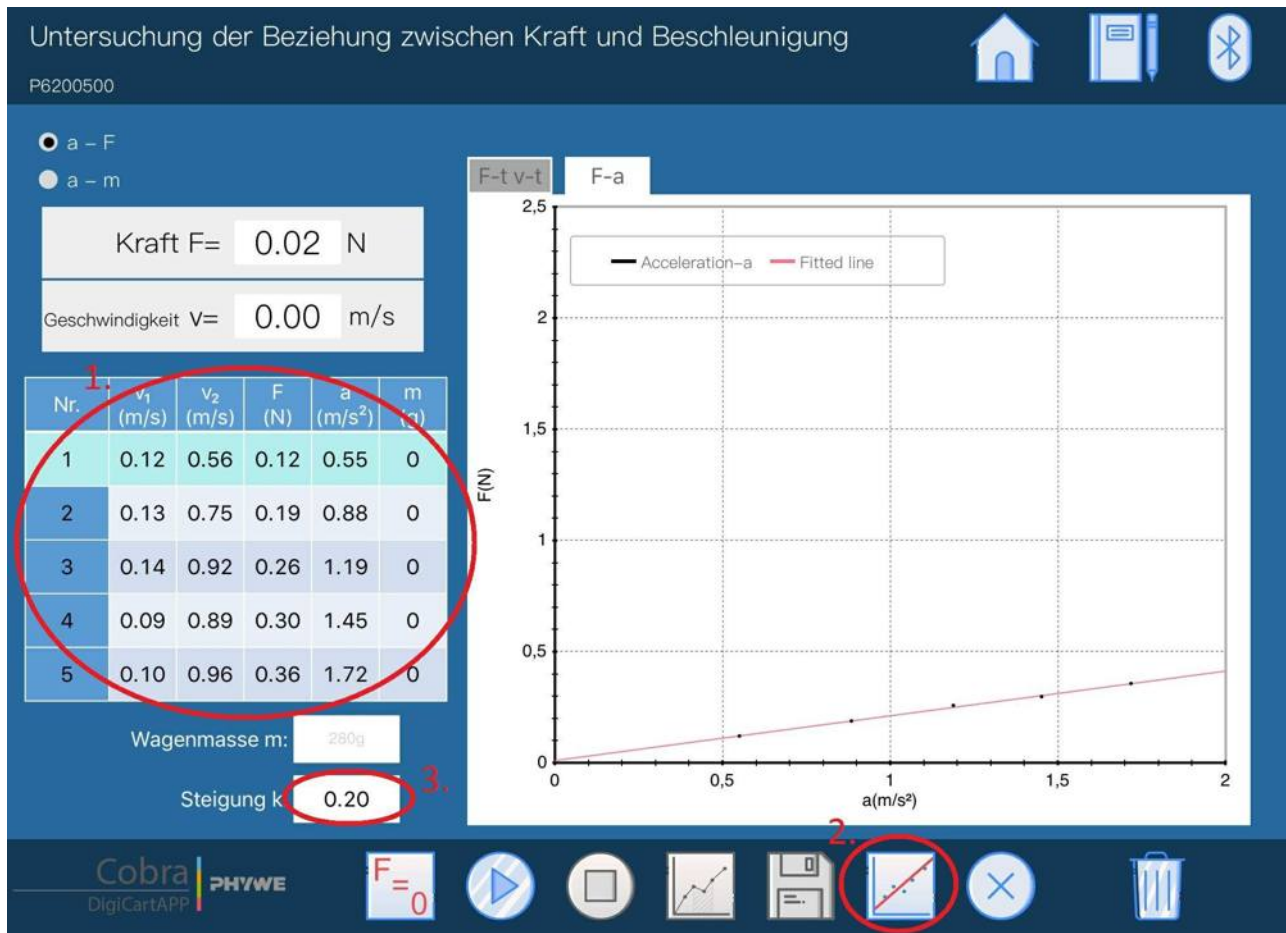 Untersuchung der Beziehung zwischen Kraft und Beschleunigung
P6200500
a – F
a – m
Kraft F= 0.02 N
Geschwindigkeit v= 0.00 m/s
1.
Nr. v₁ (m/s) v₂ (m/s) F (N) a (m/s²) m (g)
1 0.12 0.56 0.12 0.55 0
2 0.13 0.75 0.19 0.88 0
3 0.14 0.92 0.26 1.19 0
4 0.09 0.89 0.30 1.45 0
5 0.10 0.96 0.36 1.72 0
Wagenmasse m: 280g
Steigung k 0.20
3.
F-t v-t F-a
Acceleration-a Fitted line
2,5
2
1,5
1
0,5
0
F(N)
0 0,5 1 1,5 2
a(m/s²)
2.
Cobra
DigiCartAPP
PHYWE
F=0